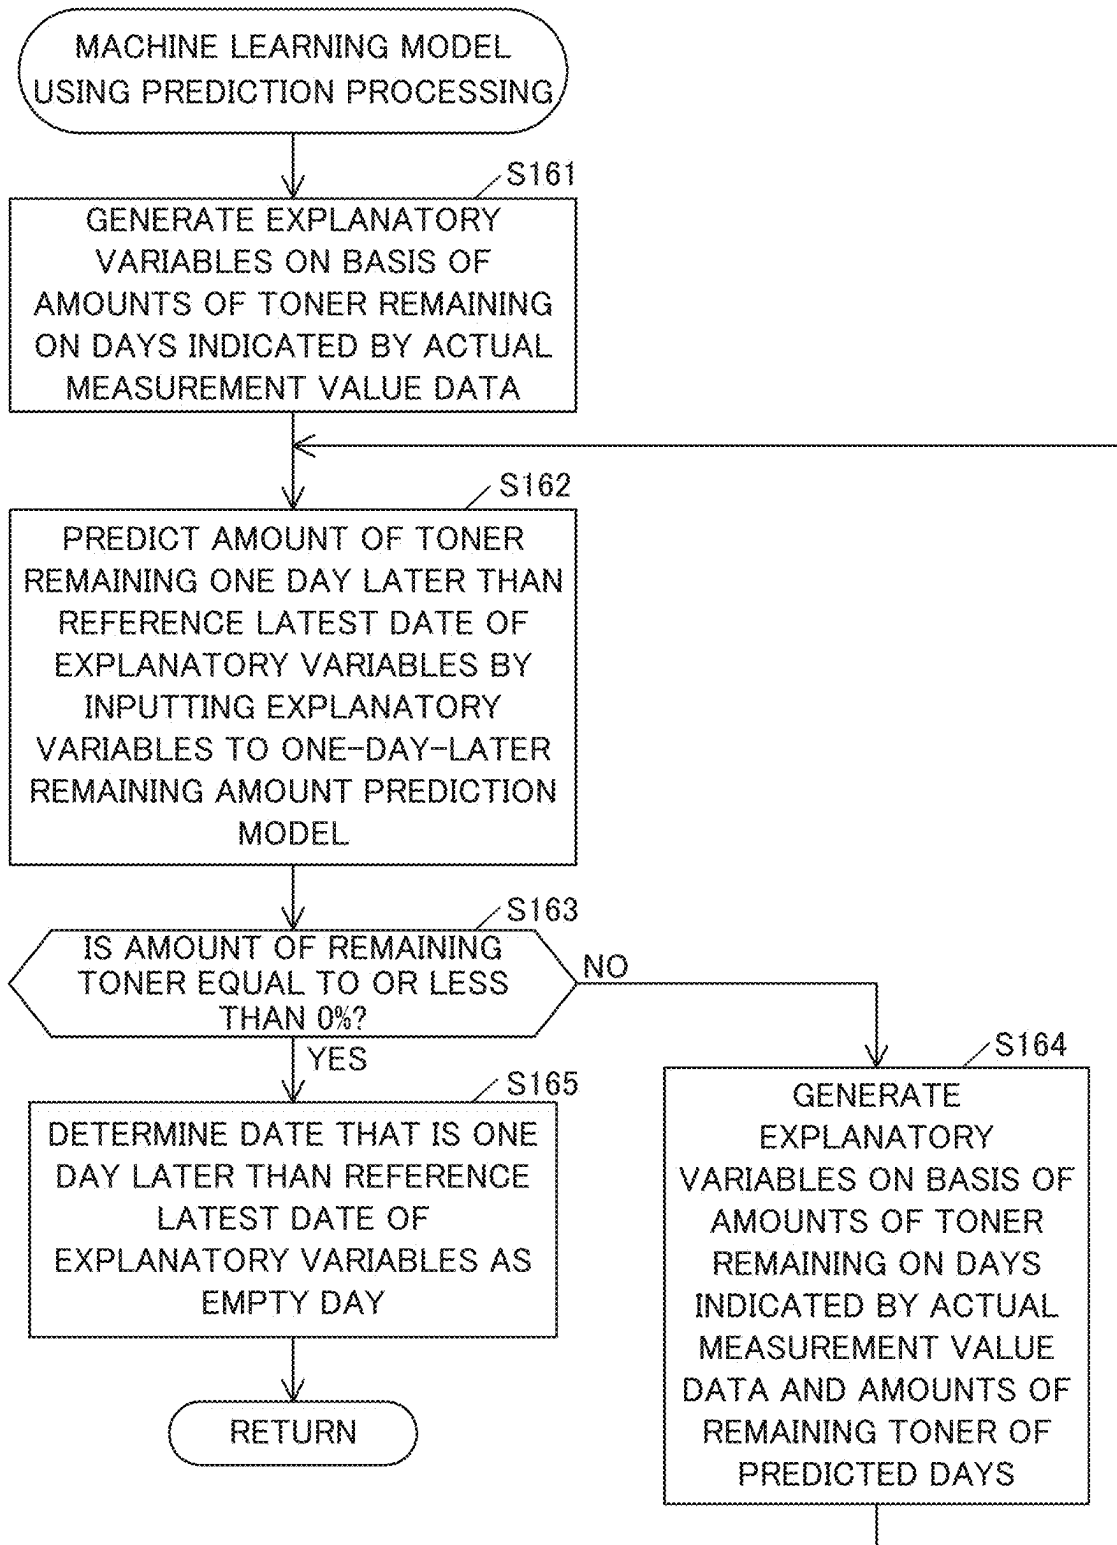 MACHINE LEARNING MODEL
USING PREDICTION PROCESSING
S161
GENERATE EXPLANATORY
VARIABLES ON BASIS OF
AMOUNTS OF TONER REMAINING
ON DAYS INDICATED BY ACTUAL
MEASUREMENT VALUE DATA
S162
PREDICT AMOUNT OF TONER
REMAINING ONE DAY LATER THAN
REFERENCE LATEST DATE OF
EXPLANATORY VARIABLES BY
INPUTTING EXPLANATORY
VARIABLES TO ONE-DAY-LATER
REMAINING AMOUNT PREDICTION
MODEL
S163
IS AMOUNT OF REMAINING
TONER EQUAL TO OR LESS
THAN 0%?
NO
YES
S165
DETERMINE DATE THAT IS ONE
DAY LATER THAN REFERENCE
LATEST DATE OF
EXPLANATORY VARIABLES AS
EMPTY DAY
RETURN
S164
GENERATE
EXPLANATORY
VARIABLES ON BASIS OF
AMOUNTS OF TONER
REMAINING ON DAYS
INDICATED BY ACTUAL
MEASUREMENT VALUE
DATA AND AMOUNTS OF
REMAINING TONER OF
PREDICTED DAYS